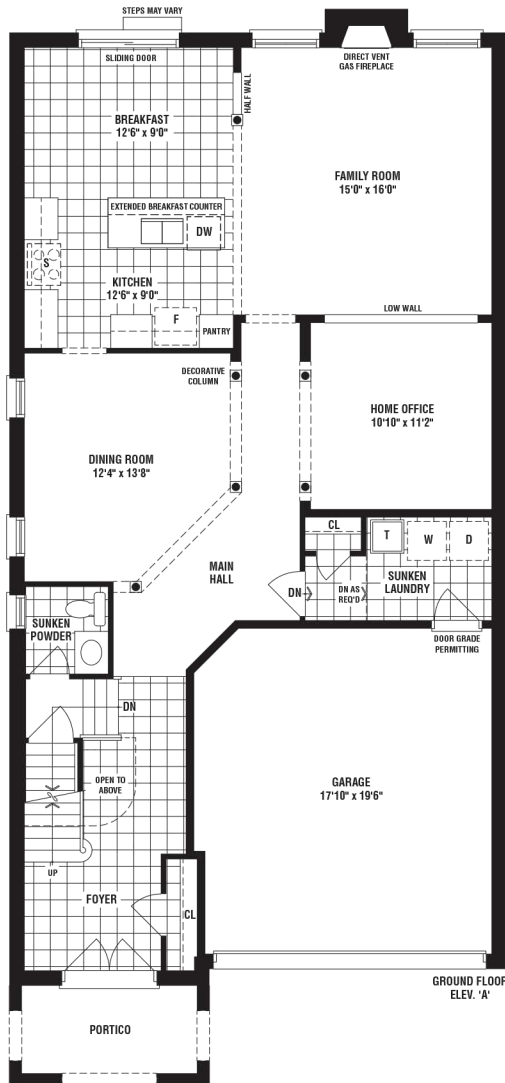 STEPS MAY VARY
SLIDING DOOR
DIRECT VENT
GAS FIREPLACE
HALF WALL
BREAKFAST
12'6" x 9'0"
FAMILY ROOM
15'0" x 16'0"
EXTENDED BREAKFAST COUNTER
DW
S
KITCHEN
12'6" x 9'0"
F
PANTRY
LOW WALL
DECORATIVE
COLUMN
HOME OFFICE
10'10" x 11'2"
DINING ROOM
12'4" x 13'8"
CL
T
W
D
MAIN
HALL
DN
DN AS
REQ'D
SUNKEN
LAUNDRY
SUNKEN
POWDER
DOOR GRADE
PERMITTING
DN
OPEN TO
ABOVE
GARAGE
17'10" x 19'6"
UP
FOYER
CL
GROUND FLOOR
ELEV. 'A'
PORTICO